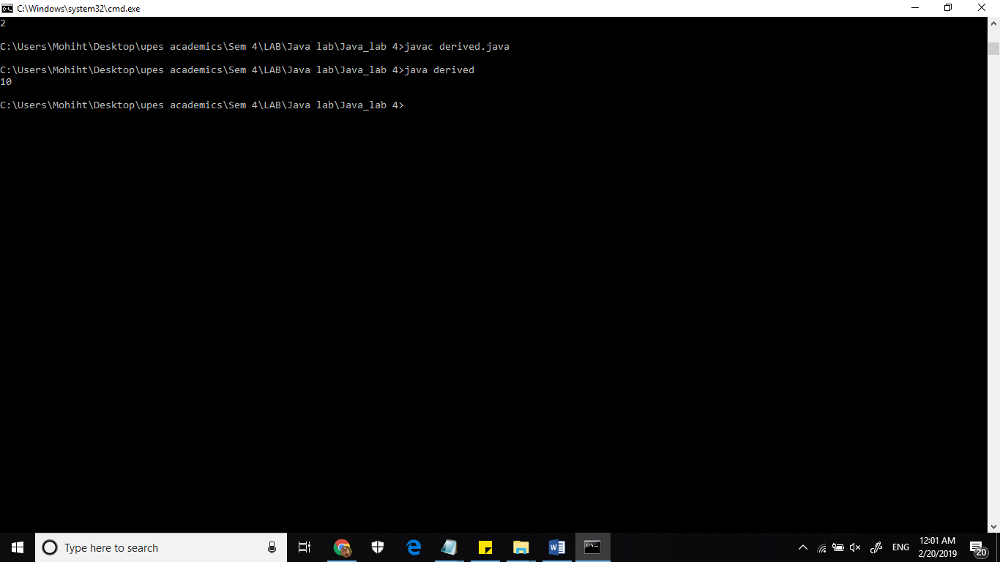 C:\Windows\system32\cmd.exe
2
C:\Users\Mohiht\Desktop\upes academics\Sem 4\LAB\Java lab\Java_lab 4>javac derived.java
C:\Users\Mohiht\Desktop\upes academics\Sem 4\LAB\Java lab\Java_lab 4>java derived
10
C:\Users\Mohiht\Desktop\upes academics\Sem 4\LAB\Java lab\Java_lab 4>
Type here to search
ENG
12:01 AM
2/20/2019
20